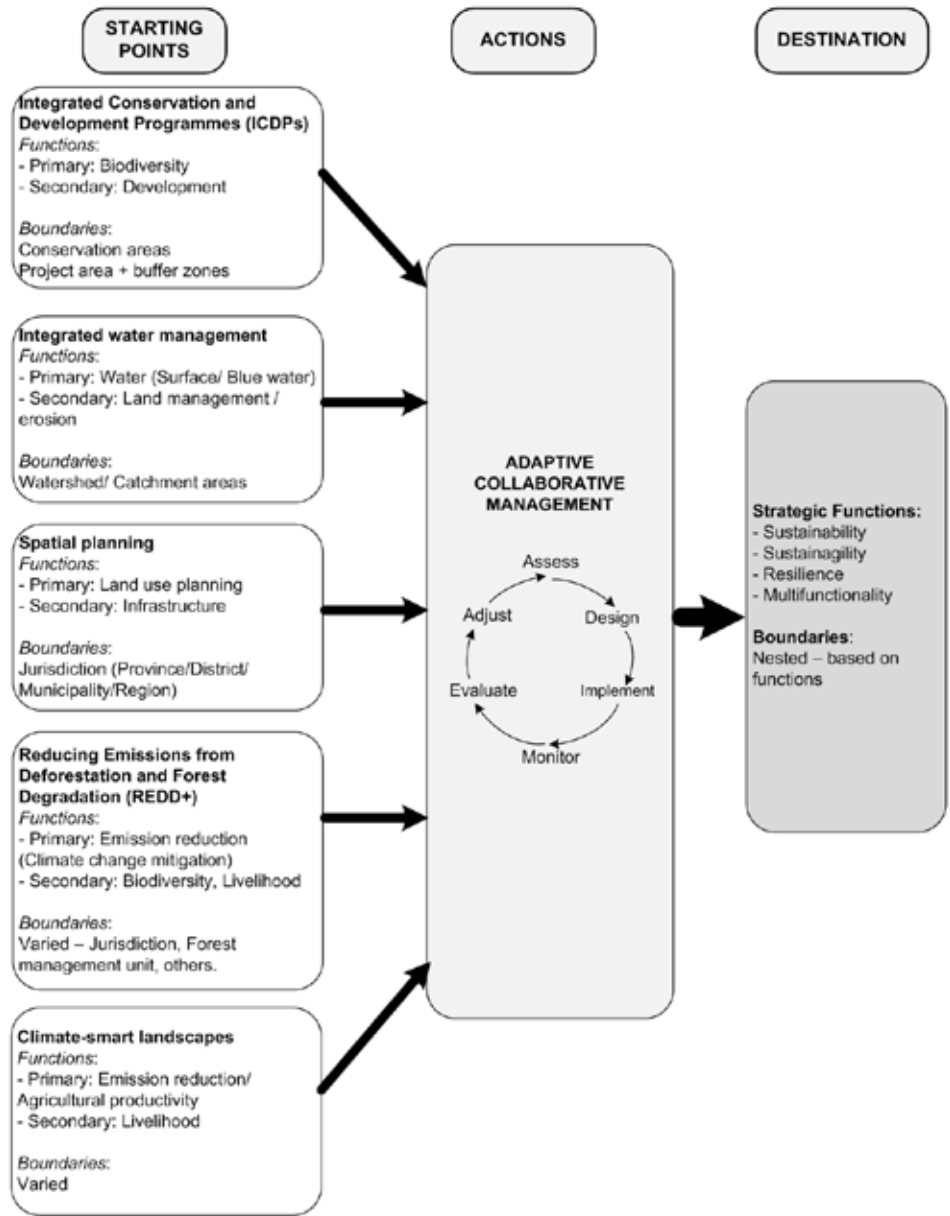 STARTING
POINTS
ACTIONS
DESTINATION
Integrated Conservation and
Development Programmes (ICDPs)
Functions:
- Primary: Biodiversity
- Secondary: Development
Boundaries:
Conservation areas
Project area + buffer zones
Integrated water management
Functions:
- Primary: Water (Surface/ Blue water)
- Secondary: Land management /
erosion
Boundaries:
Watershed/ Catchment areas
Spatial planning
Functions:
- Primary: Land use planning
- Secondary: Infrastructure
Boundaries:
Jurisdiction (Province/District/
Municipality/Region)
Reducing Emissions from
Deforestation and Forest
Degradation (REDD+)
Functions:
- Primary: Emission reduction
(Climate change mitigation)
- Secondary: Biodiversity, Livelihood
Boundaries:
Varied – Jurisdiction, Forest
management unit, others.
Climate-smart landscapes
Functions:
- Primary: Emission reduction/
Agricultural productivity
- Secondary: Livelihood
Boundaries:
Varied
ADAPTIVE
COLLABORATIVE
MANAGEMENT
Assess
Design
Implement
Monitor
Evaluate
Adjust
Strategic Functions:
- Sustainability
- Sustainagility
- Resilience
- Multifunctionality
Boundaries:
Nested – based on
functions